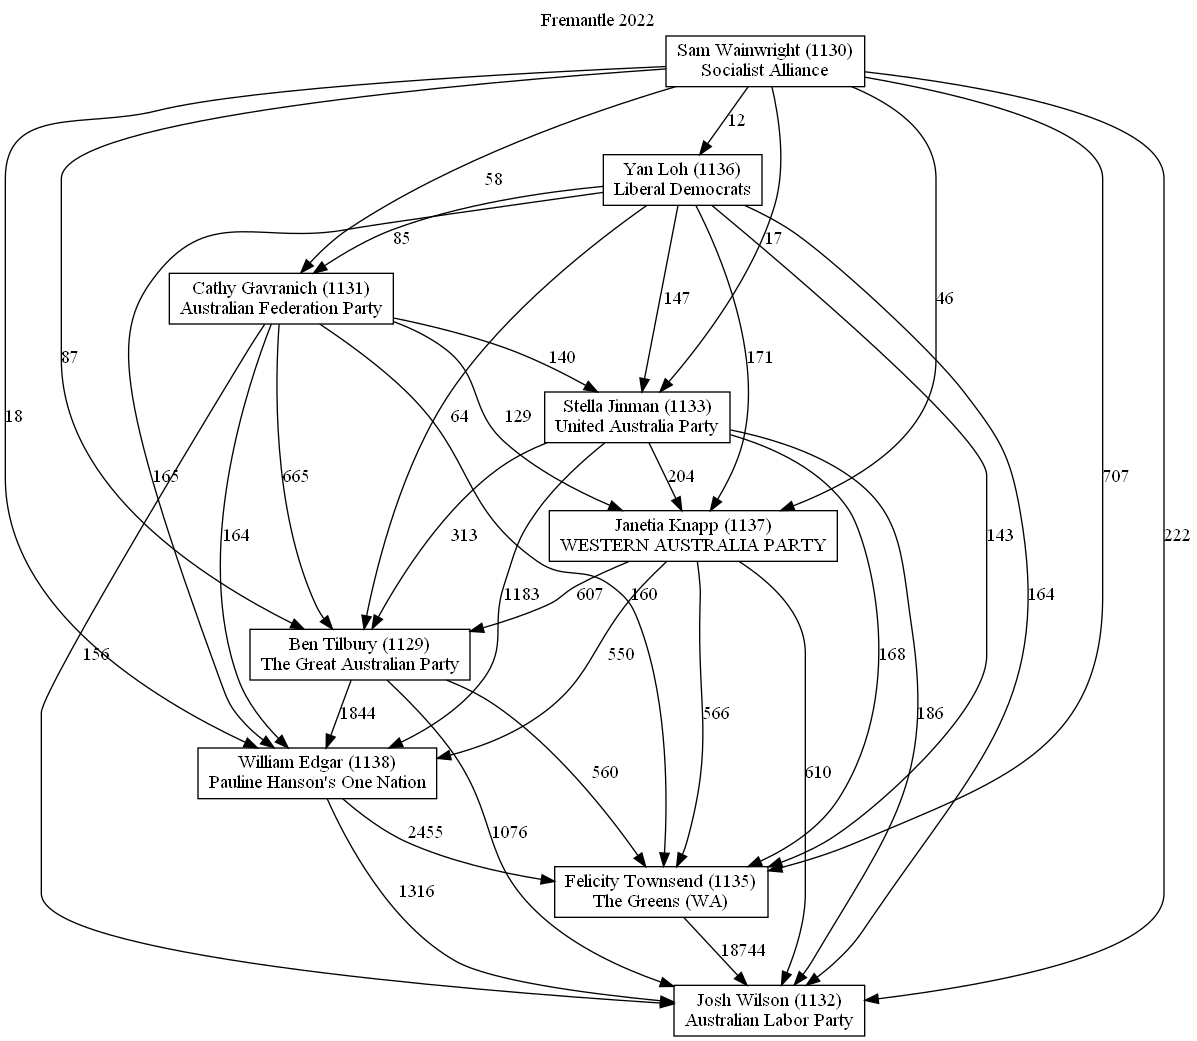 Fremantle 2022
Sam Wainwright (1130)
Socialist Alliance
12
Yan Loh (1136)
Liberal Democrats
58
85
17
Cathy Gavranich (1131)
Australian Federation Party
147
46
87
140
171
Stella Jinman (1133)
United Australia Party
18
129
64
165
665
204
707
Janetia Knapp (1137)
WESTERN AUSTRALIA PARTY
164
313
143
222
1183
607
160
164
Ben Tilbury (1129)
The Great Australian Party
156
550
168
1844
566
186
William Edgar (1138)
Pauline Hanson's One Nation
560
610
2455
1076
Felicity Townsend (1135)
The Greens (WA)
1316
18744
Josh Wilson (1132)
Australian Labor Party